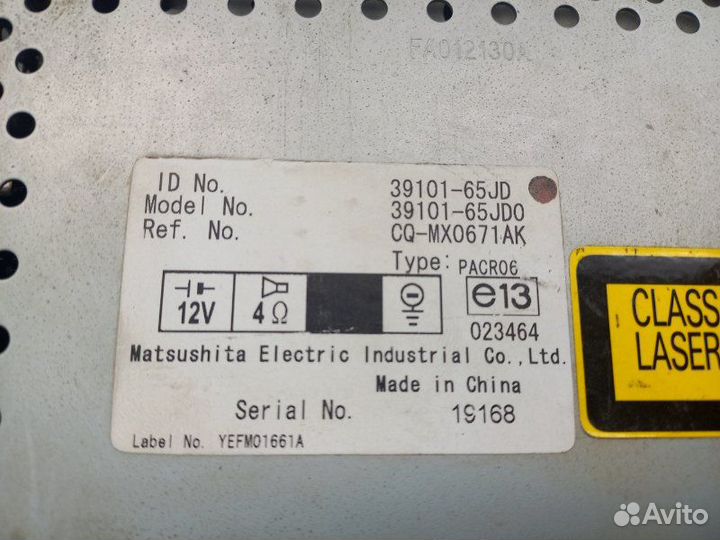 FA012130A
ID No. 39101-65JD
Model No. 39101-65JD0
Ref. No. CQ-MX0671AK
Type: PACR06
12V 4Ω e13
023464
Matsushita Electric Industrial Co., Ltd.
Made in China
Serial No. 19168
Label No. YEFM01661A
CLASS
LASER
Avito